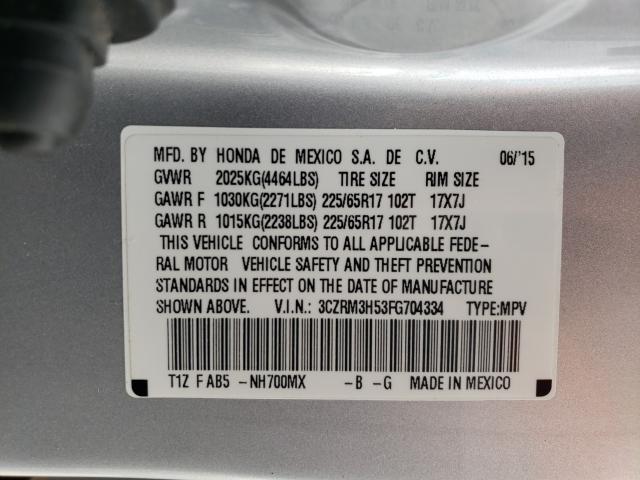 MFD. BY HONDA DE MEXICO S.A. DE C.V. 06/'15
GVWR 2025KG(4464LBS) TIRE SIZE RIM SIZE
GAWR F 1030KG(2271LBS) 225/65R17 102T 17X7J
GAWR R 1015KG(2238LBS) 225/65R17 102T 17X7J
THIS VEHICLE CONFORMS TO ALL APPLICABLE FEDE-
RAL MOTOR VEHICLE SAFETY AND THEFT PREVENTION
STANDARDS IN EFFECT ON THE DATE OF MANUFACTURE
SHOWN ABOVE. V.I.N.: 3CZRM3H53FG704334 TYPE:MPV
T1Z F AB5 -NH700MX -B -G MADE IN MEXICO